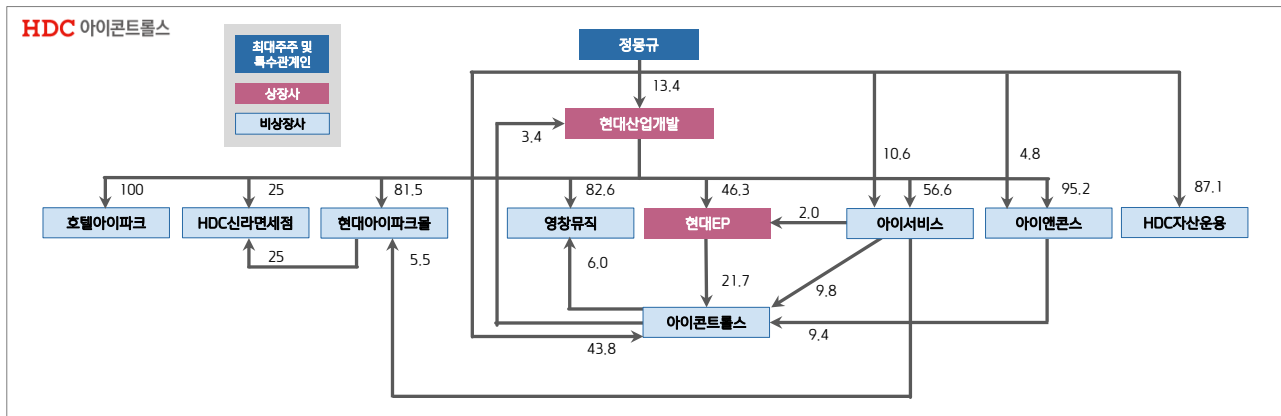 HDC 아이콘트롤스
최대주주 및
특수관계인
상장사
비상장사
정몽규
13.4
현대산업개발
3.4
10.6
4.8
100
25
81.5
82.6
46.3
56.6
95.2
87.1
호텔아이파크
HDC신라면세점
현대아이파크몰
영창뮤직
현대EP
2.0
아이서비스
아이앤콘스
HDC자산운용
25
5.5
6.0
21.7
9.8
아이콘트롤스
43.8
9.4